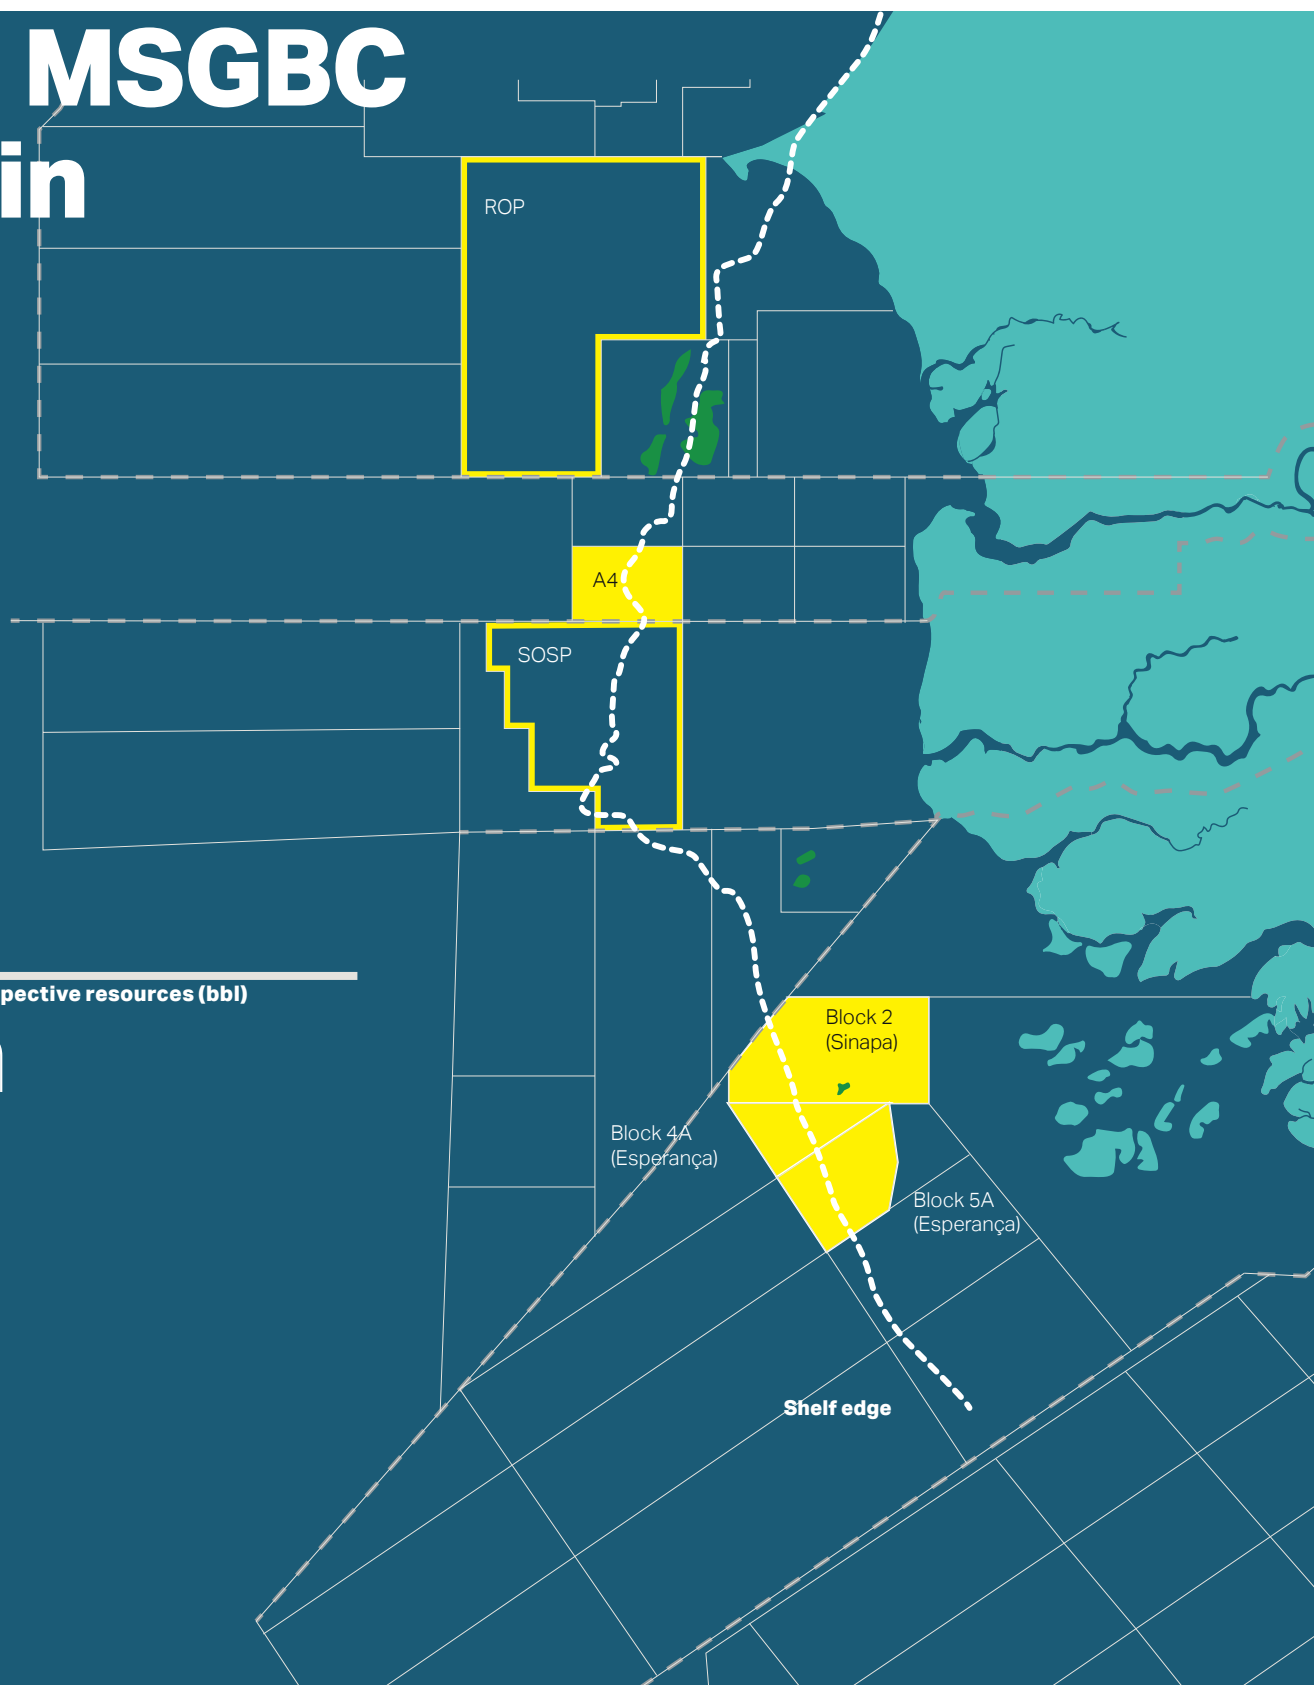 MSGBC
in
ROP
A4
SOSP
pective resources (bbl)
Block 2
(Sinapa)
Block 4A
(Esperança)
Block 5A
(Esperança)
Shelf edge